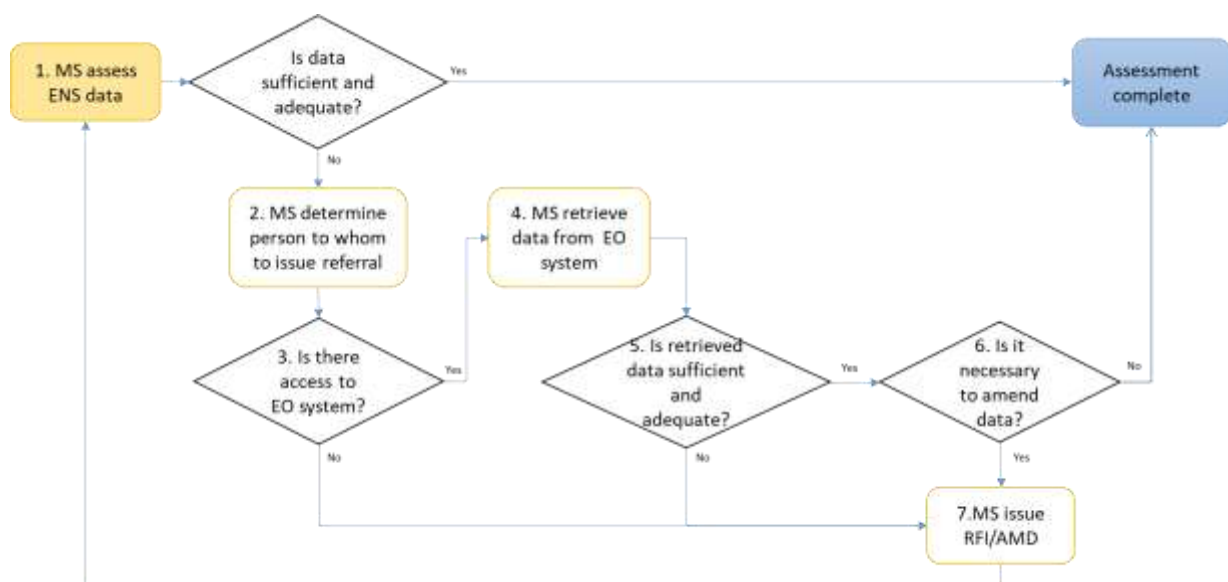 1. MS assess
ENS data
Is data
sufficient and
adequate?
Yes
Assessment
complete
No
2. MS determine
person to whom
to issue referral
4. MS retrieve
data from EO
system
3. Is there
access to
EO system?
Yes
5. Is retrieved
data sufficient
and
adequate?
Yes
6. Is it
necessary
to amend
data?
No
No
No
Yes
7.MS issue
RFI/AMD